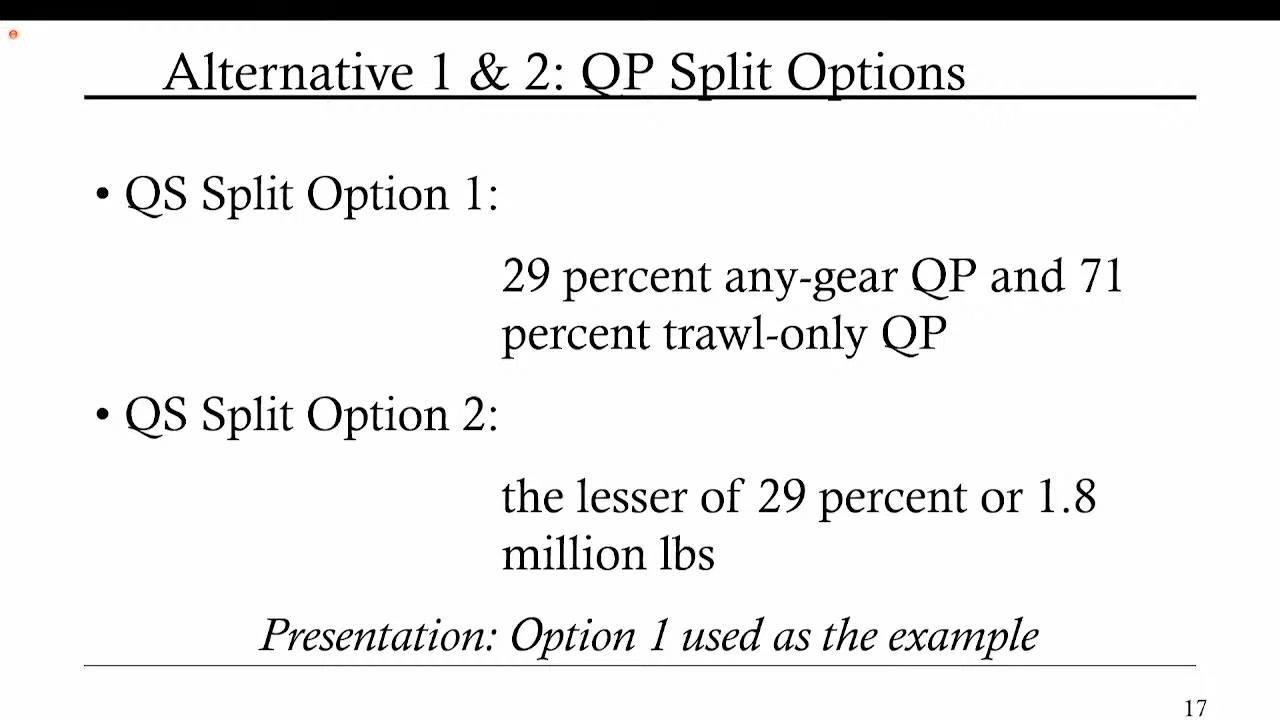 Alternative 1 & 2: QP Split Options
• QS Split Option 1:
29 percent any-gear QP and 71
percent trawl-only QP
• QS Split Option 2:
the lesser of 29 percent or 1.8
million lbs
Presentation: Option 1 used as the example
17